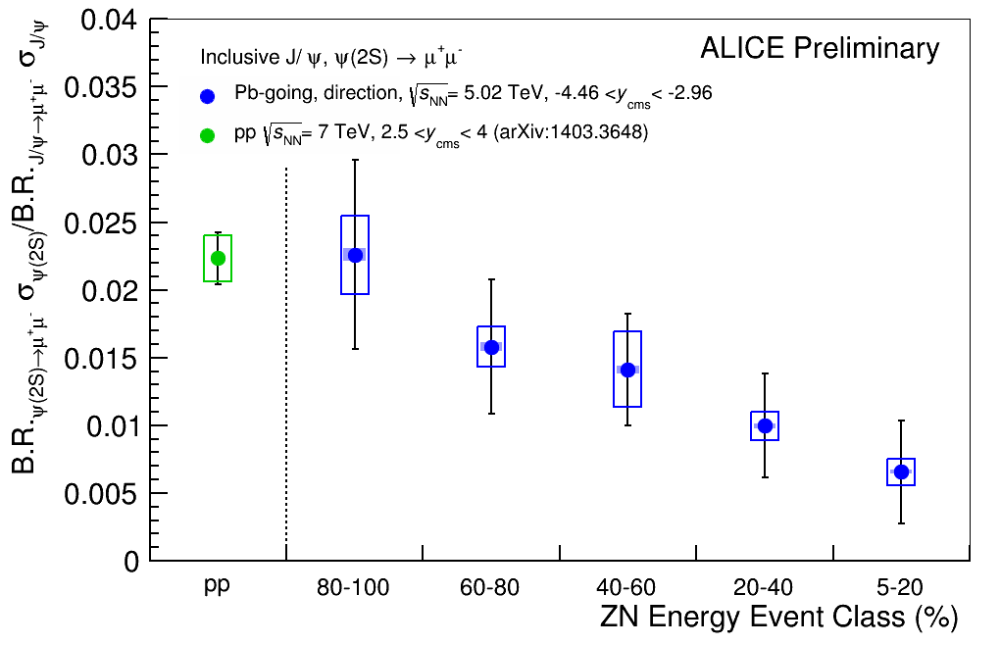 0.04
0.035
0.03
0.025
0.02
0.015
0.01
0.005
0
B.R.ψ(2S)→μ⁺μ⁻ σψ(2S)/B.R.J/ψ→μ⁺μ⁻ σJ/ψ
ALICE Preliminary
Inclusive J/ ψ, ψ(2S) → μ⁺μ⁻
Pb-going, direction, √sNN= 5.02 TeV, -4.46 <ycms< -2.96
pp √sNN= 7 TeV, 2.5 <ycms< 4 (arXiv:1403.3648)
pp 80-100 60-80 40-60 20-40 5-20
ZN Energy Event Class (%)